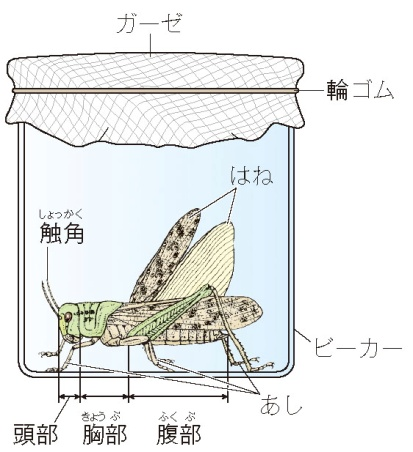 ガーゼ
輪ゴム
はね
しょっかく
触角
ビーカー
あし
頭部
きょうぶ
胸部
ふくぶ
腹部